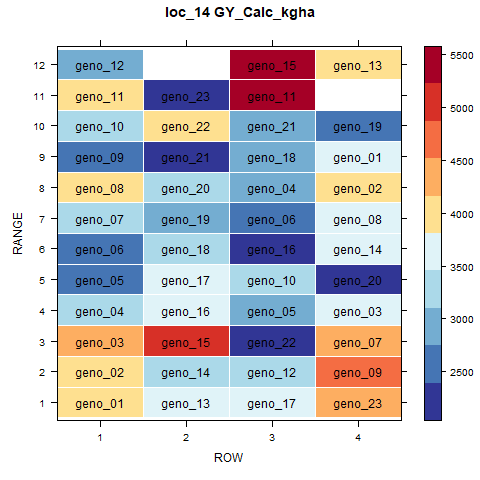 loc_14 GY_Calc_kgha
12 geno_12 geno_15 geno_13 5500
11 geno_11 geno_23 geno_11
10 geno_10 geno_22 geno_21 geno_19 5000
9 geno_09 geno_21 geno_18 geno_01 4500
8 geno_08 geno_20 geno_04 geno_02 4000
7 geno_07 geno_19 geno_06 geno_08
6 geno_06 geno_18 geno_16 geno_14 3500
5 geno_05 geno_17 geno_10 geno_20
4 geno_04 geno_16 geno_05 geno_03 3000
3 geno_03 geno_15 geno_22 geno_07
2 geno_02 geno_14 geno_12 geno_09 2500
1 geno_01 geno_13 geno_17 geno_23
RANGE
1 2 3 4
ROW